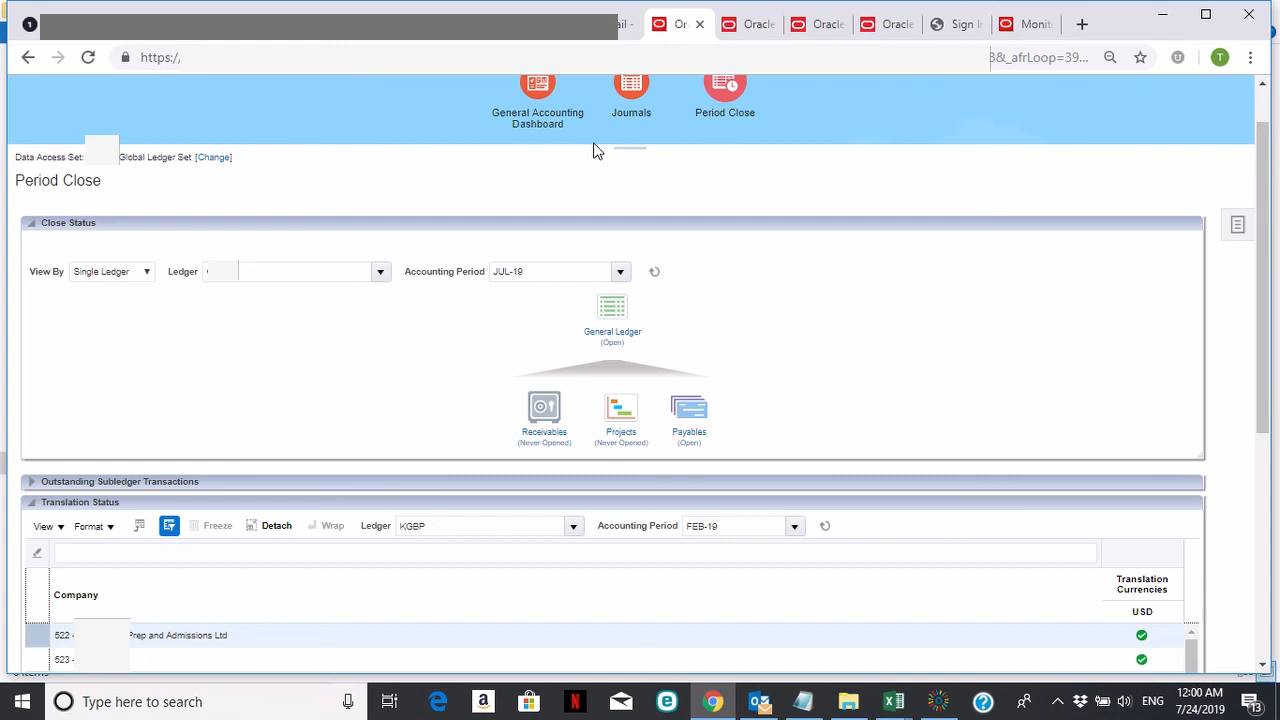 1
ail -
Or
Oracle
Oracle
Oracle
Sign In
Monito
https:/
8&_afrLoop=39...
T
General Accounting
Dashboard
Journals
Period Close
Data Access Set:
Global Ledger Set [Change]
Period Close
Close Status
View By
Single Ledger
Ledger
Accounting Period
JUL-19
General Ledger
(Open)
Receivables
(Never Opened)
Projects
(Never Opened)
Payables
(Open)
Outstanding Subledger Transactions
Translation Status
View
Format
Freeze
Detach
Wrap
Ledger
KGBP
Accounting Period
FEB-19
Company
Translation
Currencies
USD
522 -
Prep and Admissions Ltd
523 -
Type here to search
ENG
12:00 AM
7/24/2019
13